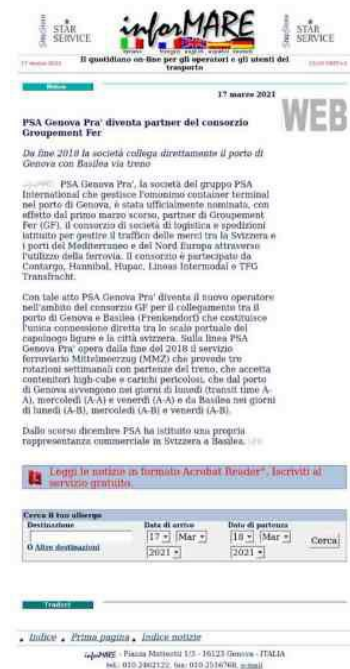 STAR SERVICE
inforMARE
STAR SERVICE
17 marzo 2021
Il quotidiano on-line per gli operatori e gli utenti del
trasporto
17 marzo 2021
WEB
PSA Genova Pra' diventa partner del consorzio
Groupement Fer
Da fine 2018 la società collega direttamente il porto di
Genova con Basilea via treno
PSA Genova Pra', la società del gruppo PSA
International che gestisce l'omonimo container terminal
nel porto di Genova, è stata ufficialmente nominata, con
effetto dal primo marzo scorso, partner di Groupement
Fer (GF), il consorzio di società di logistica e spedizioni
istituito per gestire il traffico delle merci tra la Svizzera e
i porti del Mediterraneo e del Nord Europa attraverso
l'utilizzo della ferrovia. Il consorzio è partecipato da
Contargo, Hannibal, Hupac, Lineas Intermodal e TFG
Transfracht.
Con tale atto PSA Genova Pra' diventa il nuovo operatore
nell'ambito del consorzio GF per il collegamento tra il
porto di Genova e Basilea (Frenkendorf) che costituisce
l'unica connessione diretta tra lo scalo portuale del
capoluogo ligure e la città svizzera. Sulla linea PSA
Genova Pra' opera dalla fine del 2018 il servizio
ferroviario Mittelmeerzug (MMZ) che prevede tre
rotazioni settimanali con partenze del treno, che accetta
contenitori high-cube e carichi pericolosi, che dal porto
di Genova avvengono nei giorni di lunedì (transit time A-
A), mercoledì (A-A) e venerdì (A-A) e da Basilea nei giorni
di lunedì (A-B), mercoledì (A-B) e venerdì (A-B).
Dallo scorso dicembre PSA ha istituito una propria
rappresentanza commerciale in Svizzera a Basilea.
Leggi le notizie in formato Acrobat Reader®. Iscriviti al
servizio gratuito.
Cerca il tuo albergo
Destinazione Data di arrivo Data di partenza
17 Mar 18 Mar Cerca
O Altre destinazioni 2021 2021
Indice Prima pagina Indice notizie
inforMARE - Piazza Matteotti 1/3 - 16123 Genova - ITALIA
tel.: 010.2462122, fax: 010.2516768, e-mail